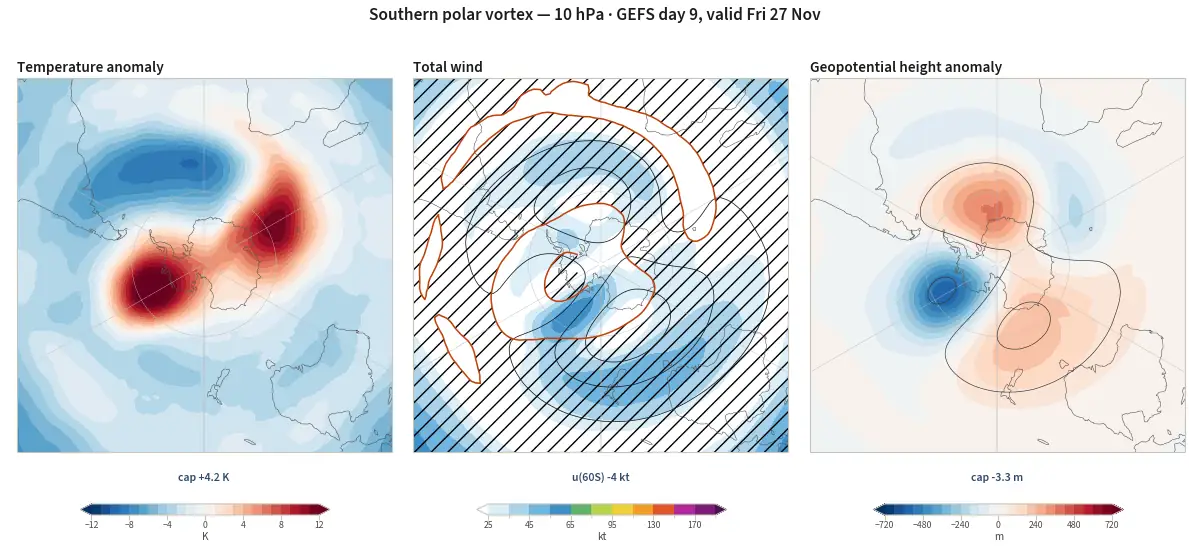 Southern polar vortex — 10 hPa · GEFS day 9, valid Fri 27 Nov
Temperature anomaly
Total wind
Geopotential height anomaly
cap +4.2 K
u(60S) -4 kt
cap -3.3 m
−12 −8 −4 0 4 8 12
K
25 45 65 95 130 170
kt
−720 −480 −240 0 240 480 720
m